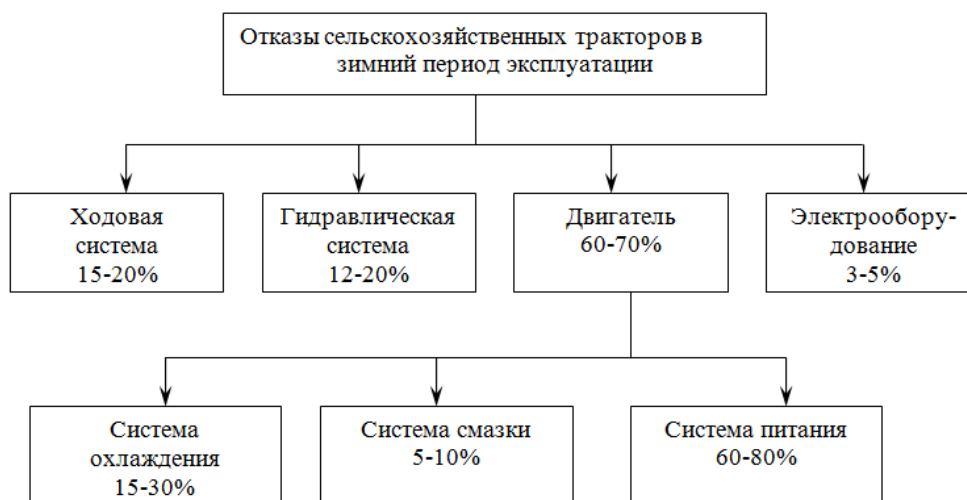 Отказы сельскохозяйственных тракторов в
зимний период эксплуатации
Ходовая
система
15-20%
Гидравлическая
система
12-20%
Двигатель
60-70%
Электрообору-
дование
3-5%
Система
охлаждения
15-30%
Система смазки
5-10%
Система питания
60-80%